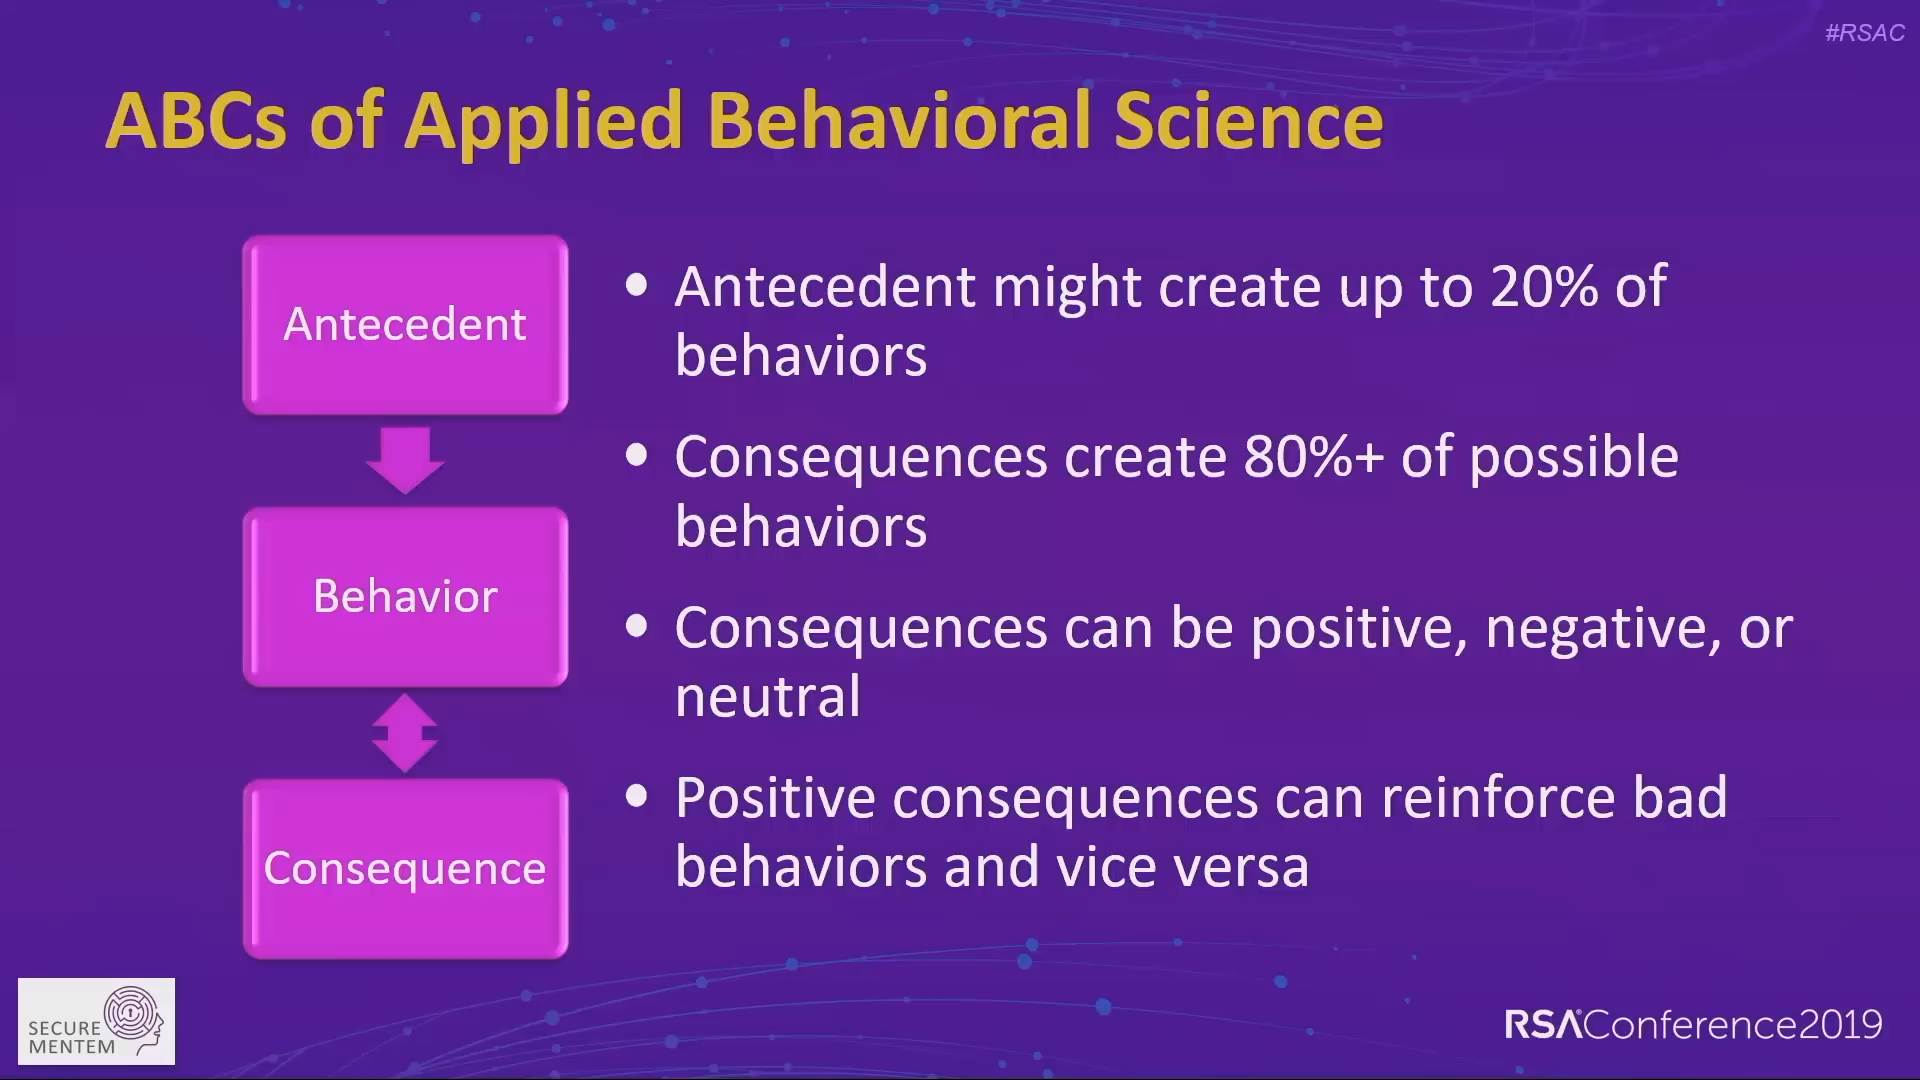 #RSAC
ABCs of Applied Behavioral Science
Antecedent
Behavior
Consequence
• Antecedent might create up to 20% of
behaviors
• Consequences create 80%+ of possible
behaviors
• Consequences can be positive, negative, or
neutral
• Positive consequences can reinforce bad
behaviors and vice versa
SECURE
MENTEM
RSA Conference2019